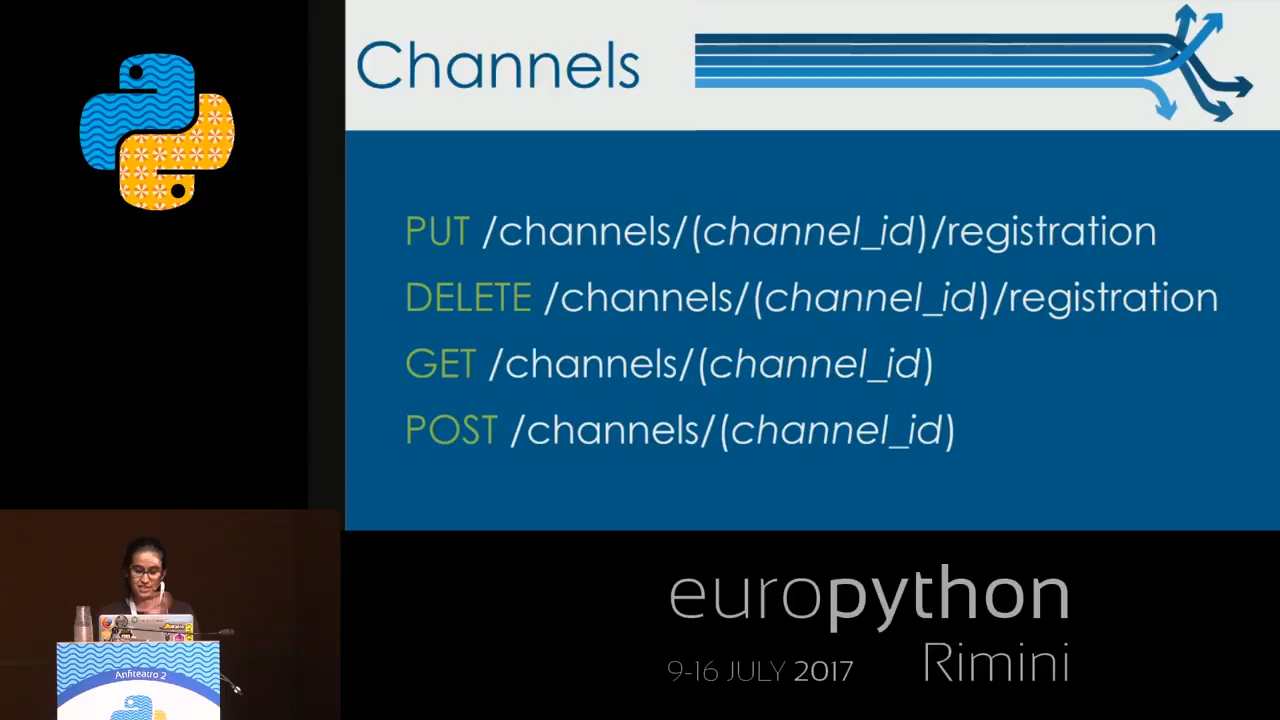 Channels
PUT /channels/(channel_id)/registration
DELETE /channels/(channel_id)/registration
GET /channels/(channel_id)
POST /channels/(channel_id)
europython
Rimini
9-16 JULY 2017
Anfiteatro 2